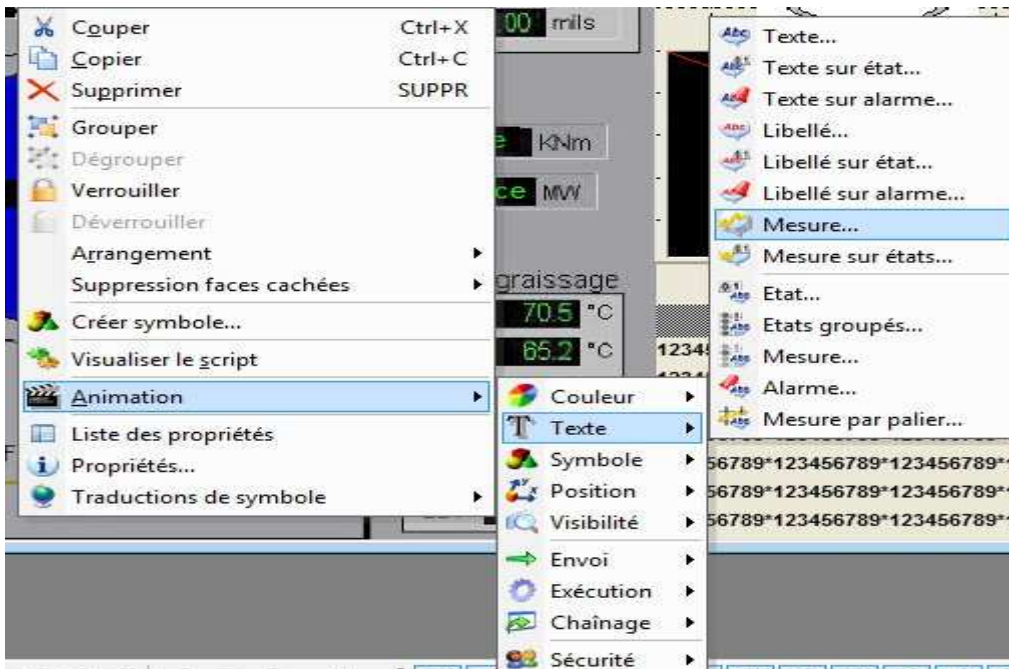 Couper Ctrl+X
Copier Ctrl+C
Supprimer SUPPR
Grouper
Dégrouper
Verrouiller
Déverrouiller
Arrangement
Suppression faces cachées
Créer symbole...
Visualiser le script
Animation
Liste des propriétés
Propriétés...
Traductions de symbole
00 mils
KNm
ce MW
graissage
70.5 °C
65.2 °C
Couleur
Texte
Symbole
Position
Visibilité
Envoi
Exécution
Chaînage
Sécurité
Texte...
Texte sur état...
Texte sur alarme...
Libellé...
Libellé sur état...
Libellé sur alarme...
Mesure...
Mesure sur états...
Etat...
Etats groupés...
Mesure...
Alarme...
Mesure par palier...
1234
56789*123456789*123456789*
56789*123456789*123456789*
56789*123456789*123456789*